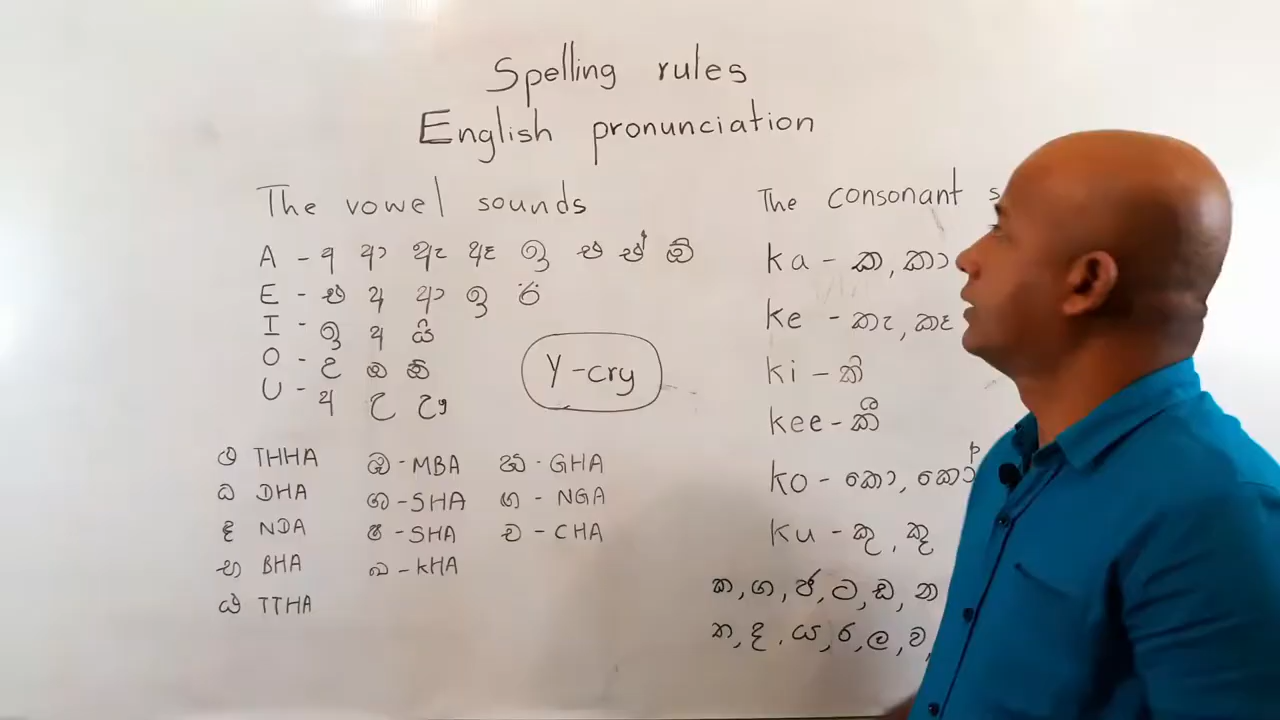 Spelling rules
English pronunciation
The vowel sounds
A - අ ආ ඇ ඈ ඉ එ ඒ ඔ
E - එ අ ආ ඉ ඊ
I - ඉ අ යි
O - උ ඔ ඕ
U - අ උ යු
Y - cry
ඨ THHA
ධ DHA
ඳ NDA
භ BHA
ඪ TTHA
ඹ - MBA
ශ - SHA
ෂ - SHA
ඛ - KHA
ඝ - GHA
ඟ - NGA
ච - CHA
The consonant s
ka - ක, කා
ke - කැ, කෑ
ki - කි
kee - කී
ko - කො, කෝ
ku - කු, කූ
ක, ග, ජ, ට, ඩ, ණ
න, ද, ය, ර, ල, ව,